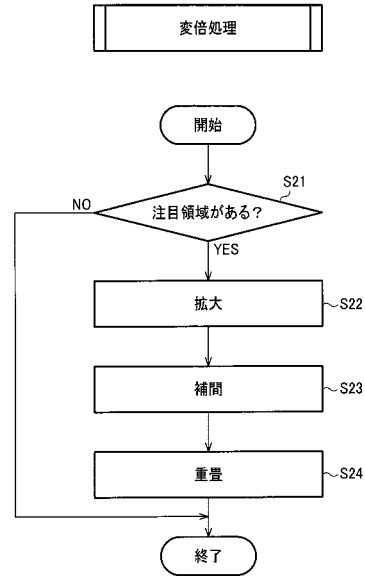 変倍処理
開始
S21
注目領域がある？
NO
YES
拡大
S22
補間
S23
重畳
S24
終了